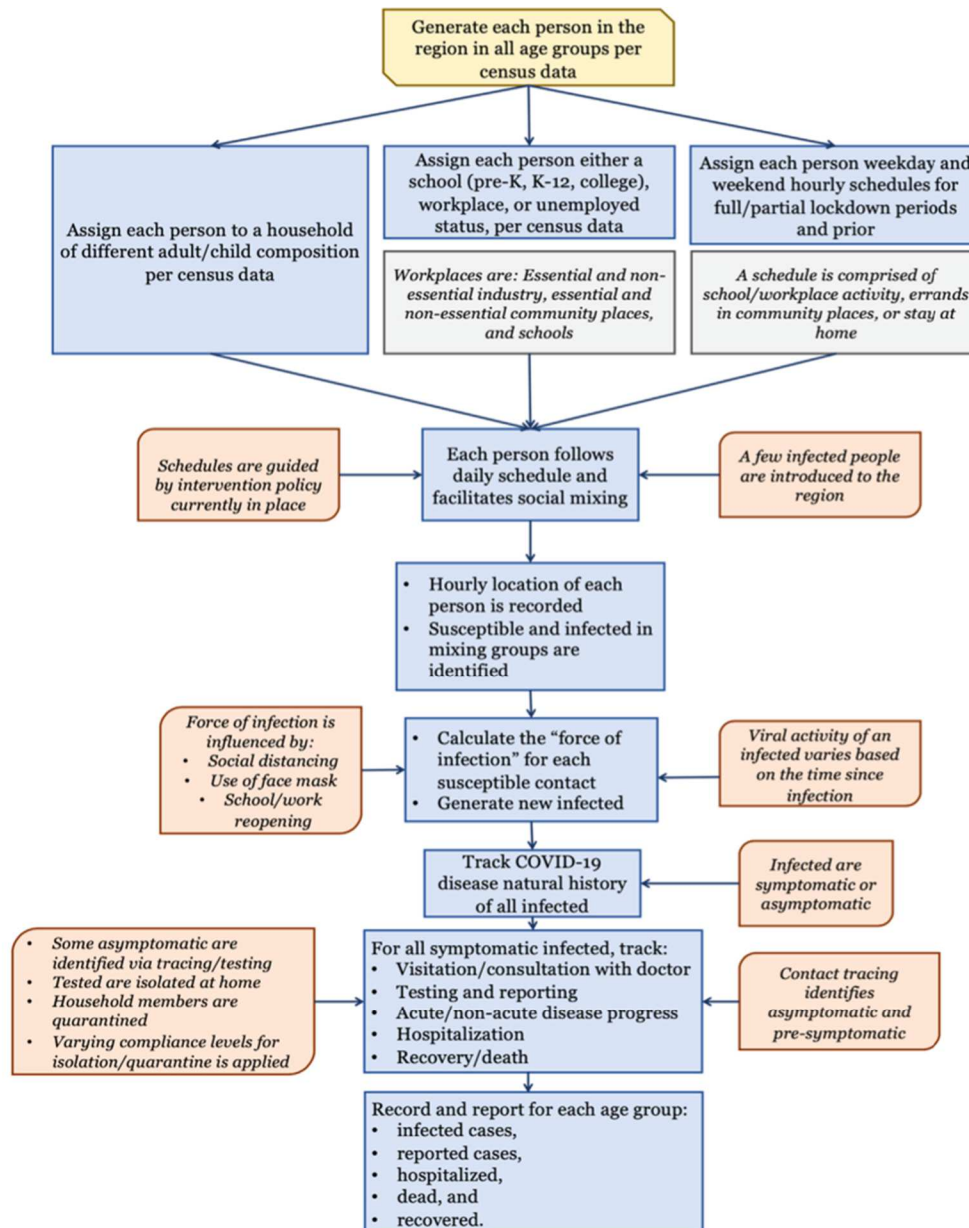 Generate each person in the
region in all age groups per
census data
Assign each person to a household
of different adult/child composition
per census data
Assign each person either a
school (pre-K, K-12, college),
workplace, or unemployed
status, per census data
Workplaces are: Essential and non-
essential industry, essential and
non-essential community places,
and schools
Assign each person weekday and
weekend hourly schedules for
full/partial lockdown periods
and prior
A schedule is comprised of
school/workplace activity, errands
in community places, or stay at
home
Schedules are guided
by intervention policy
currently in place
Each person follows
daily schedule and
facilitates social mixing
A few infected people
are introduced to the
region
• Hourly location of each
person is recorded
• Susceptible and infected in
mixing groups are
identified
Force of infection is
influenced by:
• Social distancing
• Use of face mask
• School/work
reopening
• Calculate the “force of
infection” for each
susceptible contact
• Generate new infected
Viral activity of an
infected varies based
on the time since
infection
Track COVID-19
disease natural history
of all infected
Infected are
symptomatic or
asymptomatic
• Some asymptomatic are
identified via tracing/testing
• Tested are isolated at home
• Household members are
quarantined
• Varying compliance levels for
isolation/quarantine is applied
For all symptomatic infected, track:
• Visitation/consultation with doctor
• Testing and reporting
• Acute/non-acute disease progress
• Hospitalization
• Recovery/death
Contact tracing
identifies
asymptomatic and
pre-symptomatic
Record and report for each age group:
• infected cases,
• reported cases,
• hospitalized,
• dead, and
• recovered.